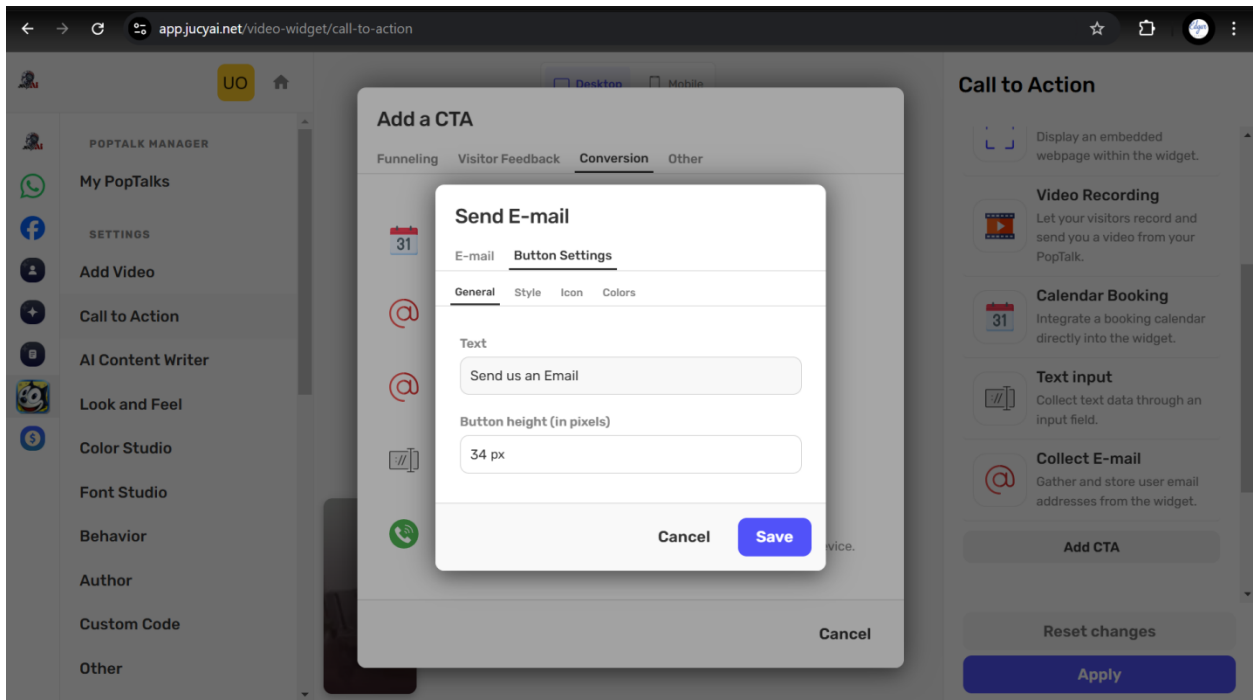 app.jucyai.net/video-widget/call-to-action
UO
POPTALK MANAGER
My PopTalks
SETTINGS
Add Video
Call to Action
AI Content Writer
Look and Feel
Color Studio
Font Studio
Behavior
Author
Custom Code
Other
Desktop
Mobile
Add a CTA
Funneling
Visitor Feedback
Conversion
Other
31
Send E-mail
E-mail
Button Settings
General
Style
Icon
Colors
Text
Send us an Email
Button height (in pixels)
34 px
Cancel
Save
vice.
Cancel
Call to Action
Display an embedded
webpage within the widget.
Video Recording
Let your visitors record and
send you a video from your
PopTalk.
31
Calendar Booking
Integrate a booking calendar
directly into the widget.
Text input
Collect text data through an
input field.
Collect E-mail
Gather and store user email
addresses from the widget.
Add CTA
Reset changes
Apply